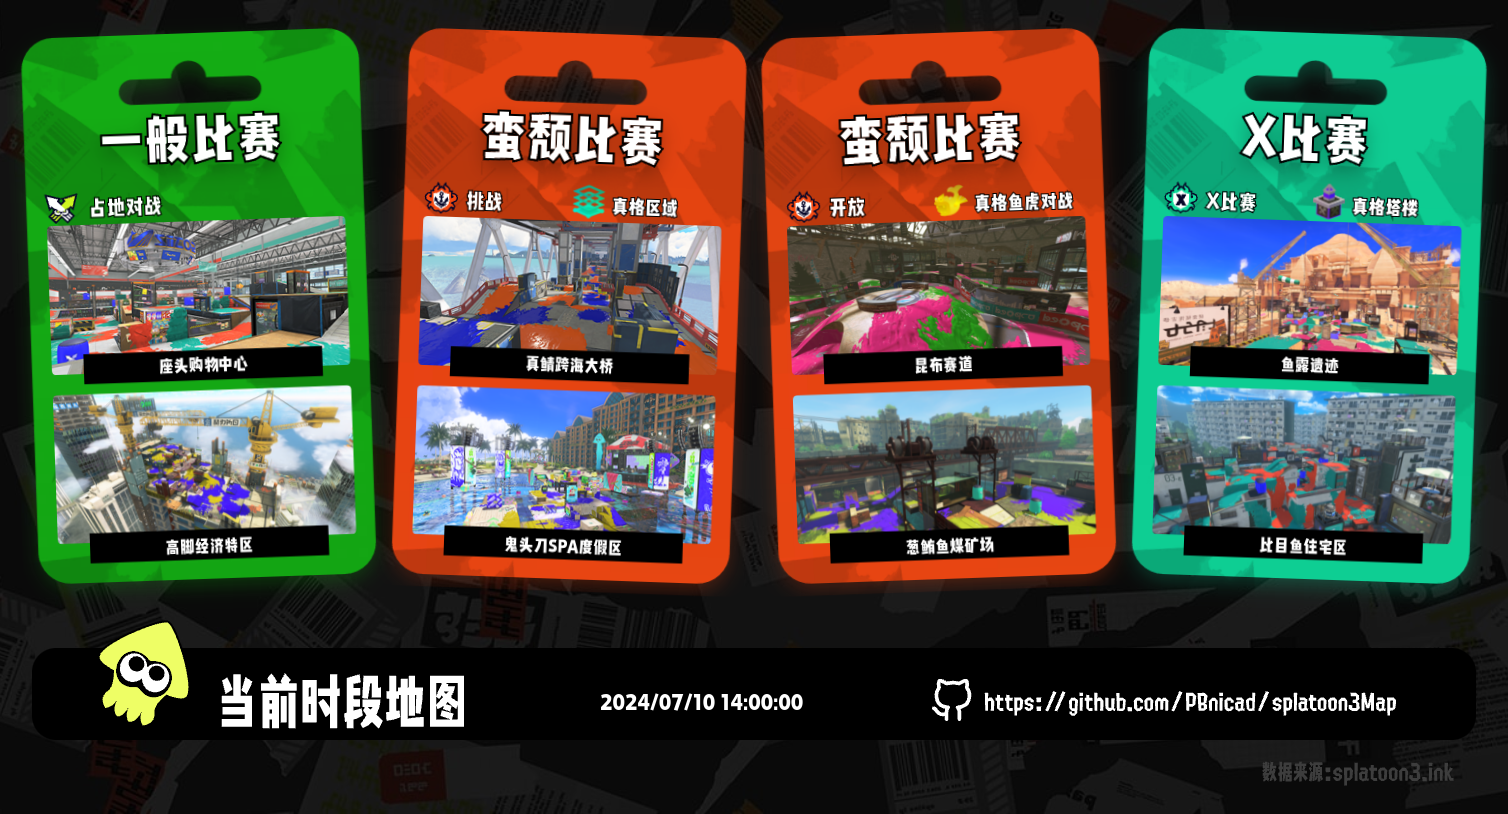 一般比赛
占地对战
座头购物中心
高脚经济特区
蛮颓比赛
挑战
真格区域
真鲭跨海大桥
鬼头刀SPA度假区
蛮颓比赛
开放
真格鱼虎对战
昆布赛道
葱鲔鱼煤矿场
X比赛
X比赛
真格塔楼
鱼露遗迹
比目鱼住宅区
当前时段地图
2024/07/10 14:00:00
https://github.com/PBnicad/splatoon3Map
数据来源:splatoon3.ink